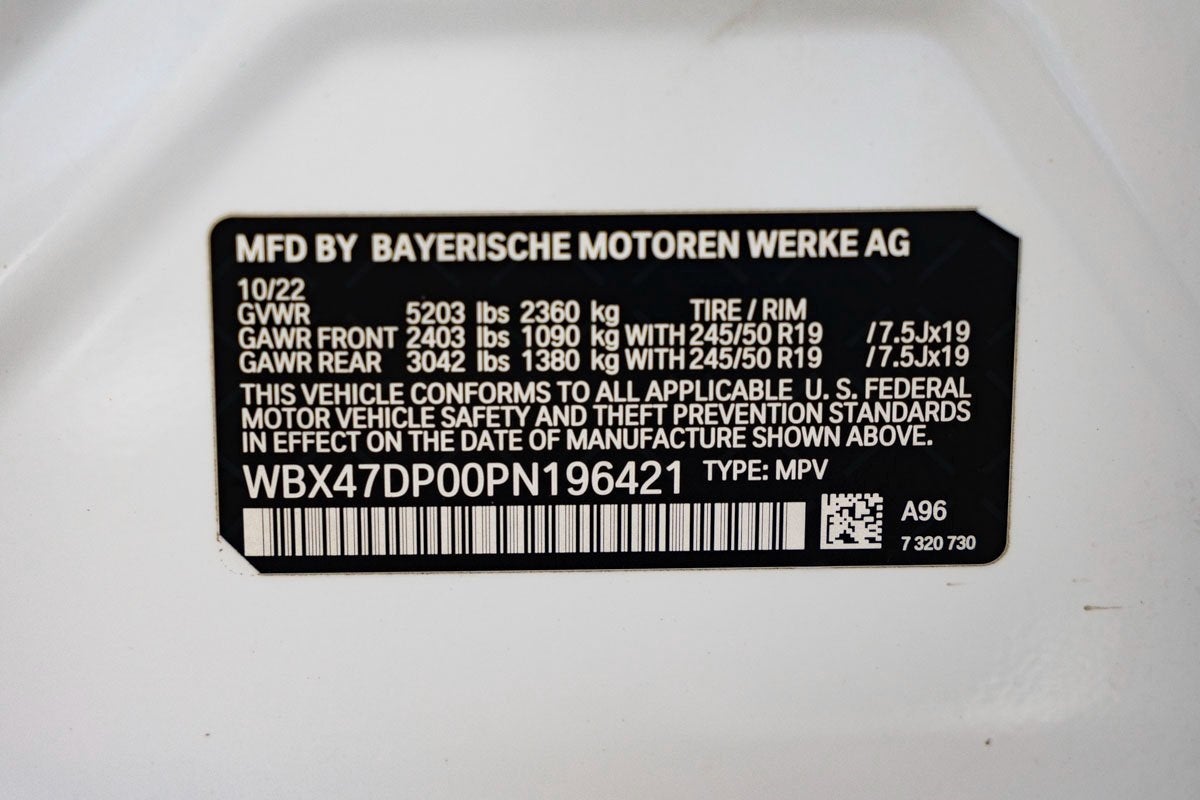 MFD BY BAYERISCHE MOTOREN WERKE AG
10/22
GVWR 5203 lbs 2360 kg TIRE / RIM
GAWR FRONT 2403 lbs 1090 kg WITH 245/50 R19 /7.5Jx19
GAWR REAR 3042 lbs 1380 kg WITH 245/50 R19 /7.5Jx19
THIS VEHICLE CONFORMS TO ALL APPLICABLE U. S. FEDERAL
MOTOR VEHICLE SAFETY AND THEFT PREVENTION STANDARDS
IN EFFECT ON THE DATE OF MANUFACTURE SHOWN ABOVE.
WBX47DP00PN196421 TYPE: MPV
A96
7 320 730